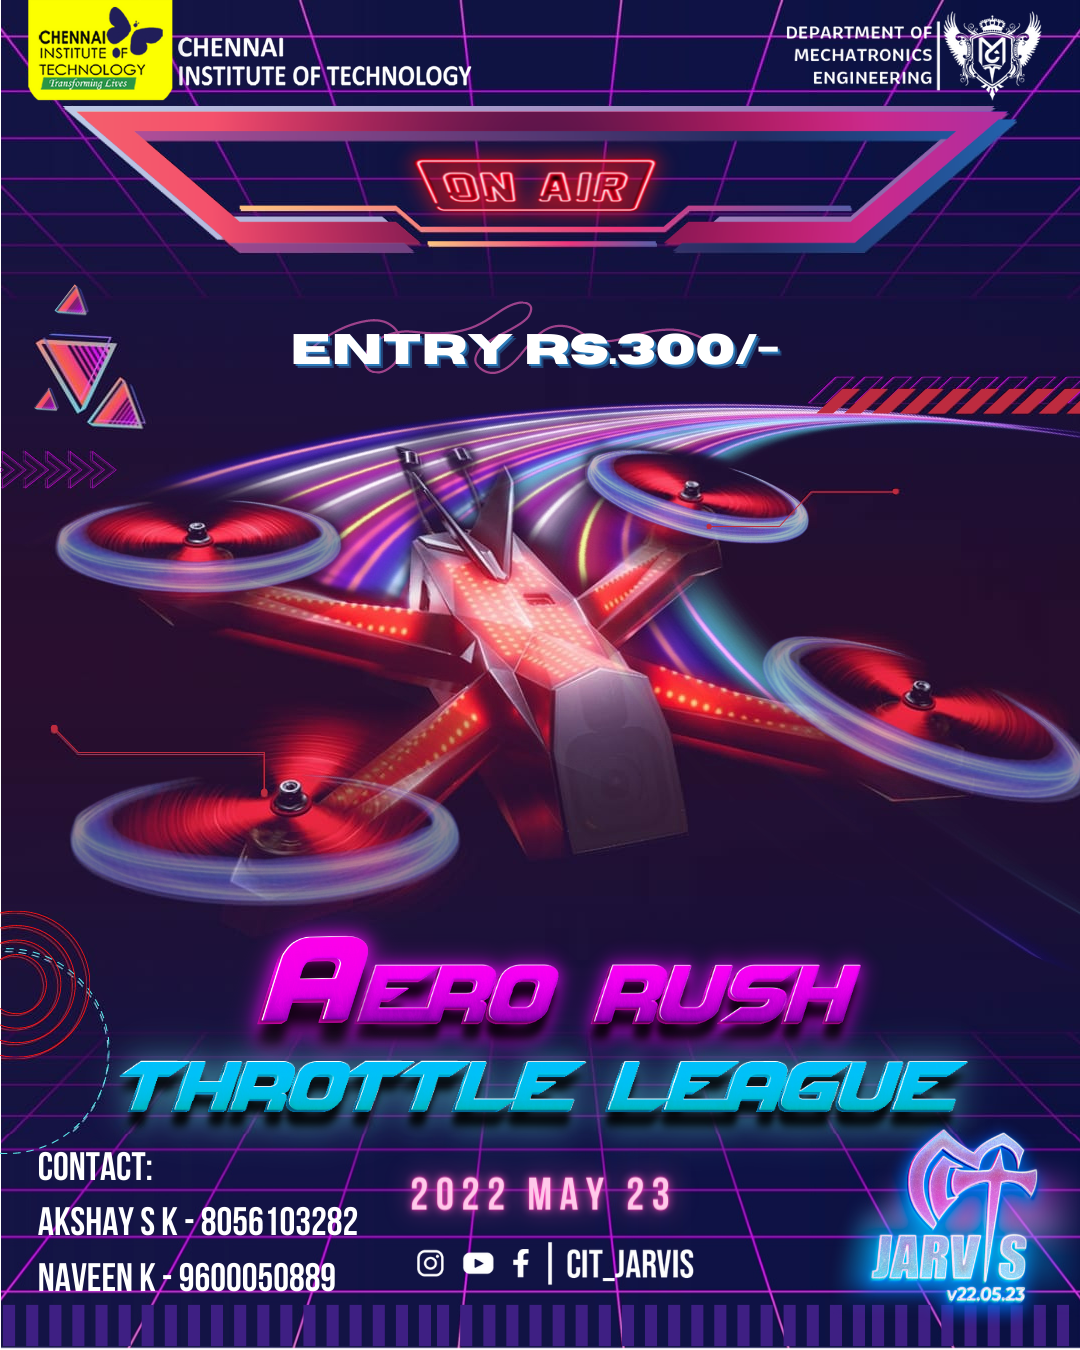 CHENNAI
INSTITUTE OF
TECHNOLOGY
Transforming Lives
CHENNAI
INSTITUTE OF TECHNOLOGY
DEPARTMENT OF
MECHATRONICS
ENGINEERING
ON AIR
ENTRY RS.300/-
AERO RUSH
THROTTLE LEAGUE
CONTACT:
AKSHAY S K - 8056103282
NAVEEN K - 9600050889
2022 MAY 23
CIT_JARVIS
JARVIS
v22.05.23